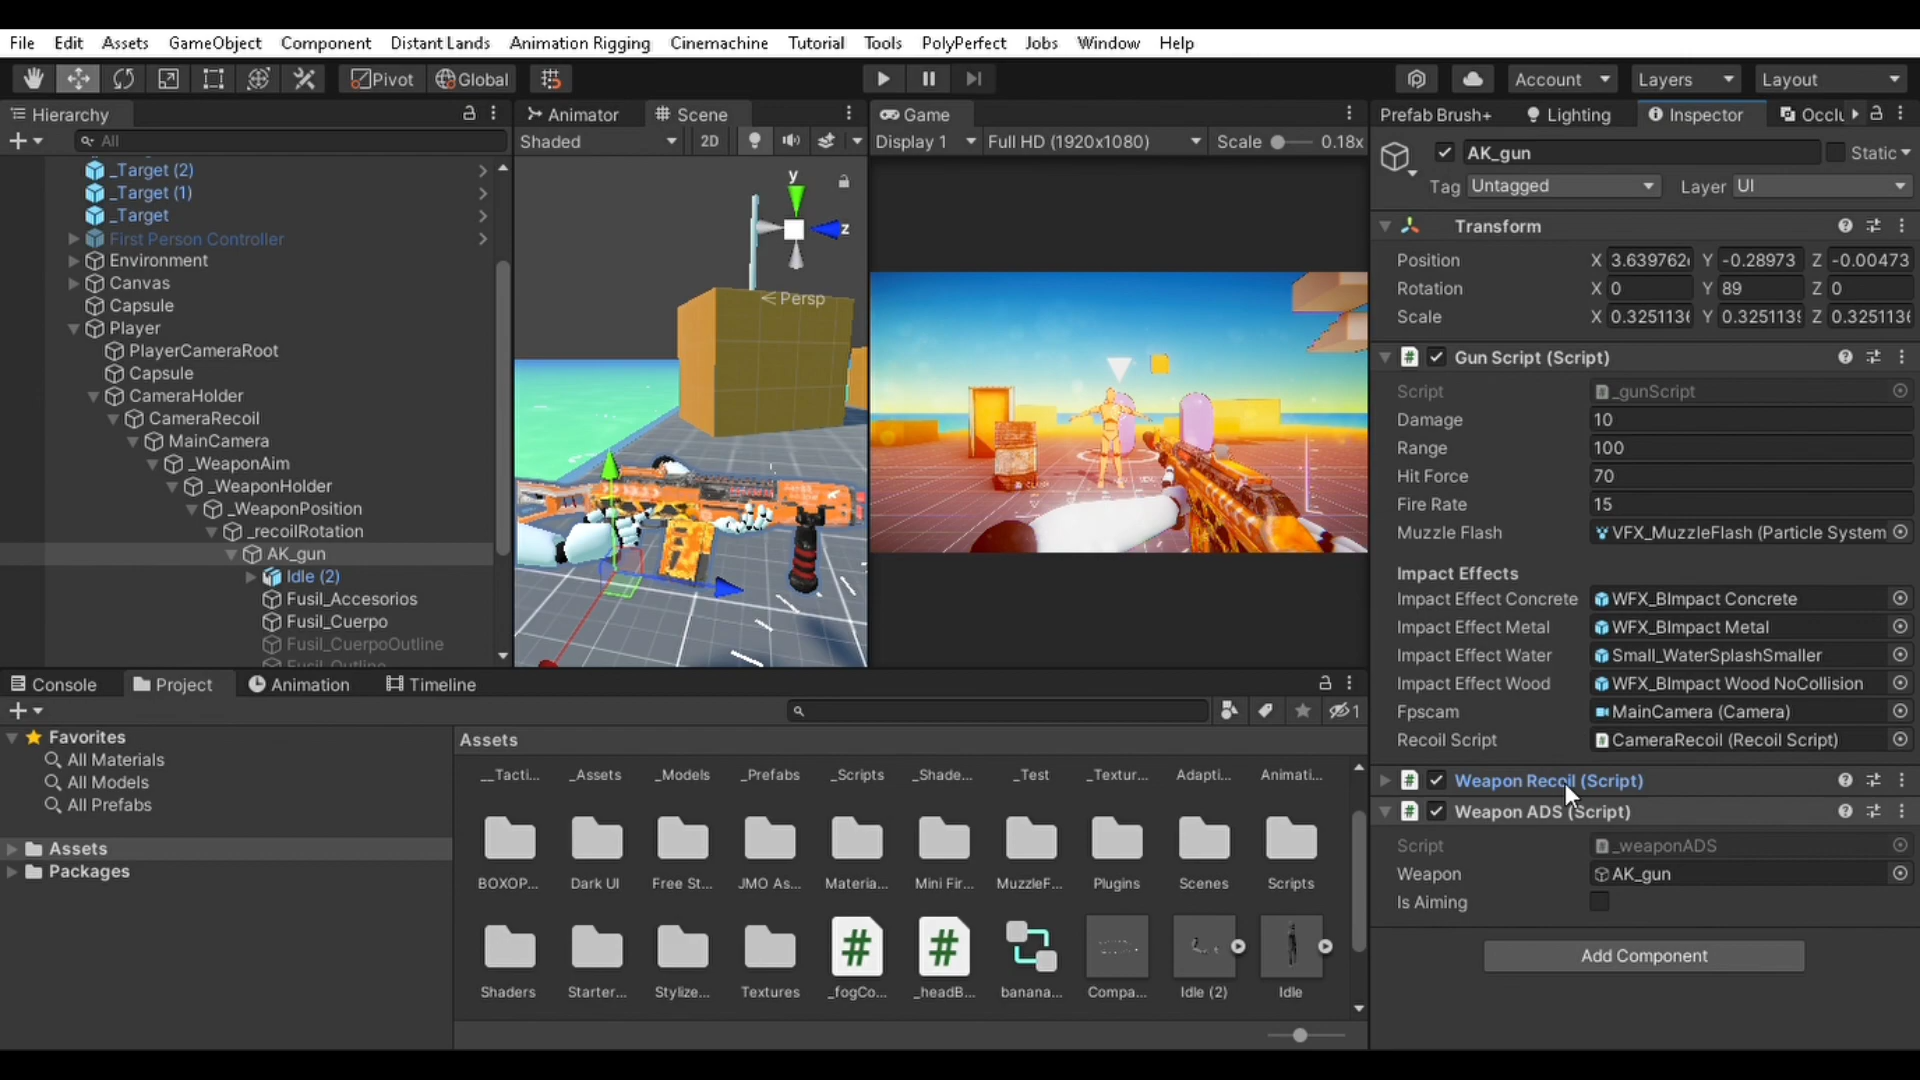 File Edit Assets GameObject Component Distant Lands Animation Rigging Cinemachine Tutorial Tools PolyPerfect Jobs Window Help
Pivot Global Account Layers Layout
Hierarchy
All
_Target (2)
_Target (1)
_Target
First Person Controller
Environment
Canvas
Capsule
Player
PlayerCameraRoot
Capsule
CameraHolder
CameraRecoil
MainCamera
_WeaponAim
_WeaponHolder
_WeaponPosition
_recoilRotation
AK_gun
Idle (2)
Fusil_Accesorios
Fusil_Cuerpo
Fusil_CuerpoOutline
Fusil_Outline
Animator Scene
Shaded 2D
y
z
< Persp
Game
Display 1 Full HD (1920x1080) Scale 0.18x
Prefab Brush+ Lighting Inspector Occlu
AK_gun Static
Tag Untagged Layer UI
Transform
Position X 3.639762 Y -0.28973 Z -0.00473
Rotation X 0 Y 89 Z 0
Scale X 0.3251136 Y 0.3251139 Z 0.3251136
# Gun Script (Script)
Script _gunScript
Damage 10
Range 100
Hit Force 70
Fire Rate 15
Muzzle Flash VFX_MuzzleFlash (Particle System
Impact Effects
Impact Effect Concrete WFX_BImpact Concrete
Impact Effect Metal WFX_BImpact Metal
Impact Effect Water Small_WaterSplashSmaller
Impact Effect Wood WFX_BImpact Wood NoCollision
Fpscam MainCamera (Camera)
Recoil Script CameraRecoil (Recoil Script)
# Weapon Recoil (Script)
# Weapon ADS (Script)
Script _weaponADS
Weapon AK_gun
Is Aiming
Add Component
Console Project Animation Timeline
1
Favorites
All Materials
All Models
All Prefabs
Assets
Packages
Assets
__Tacti... _Assets _Models _Prefabs _Scripts _Shade... _Test _Textur... Adapti... Animati...
BOXOP... Dark UI Free St... JMO As... Materia... Mini Fir... MuzzleF... Plugins Scenes Scripts
# #
Shaders Starter... Stylize... Textures _fogCo... _headB... banana... Compa... Idle (2) Idle